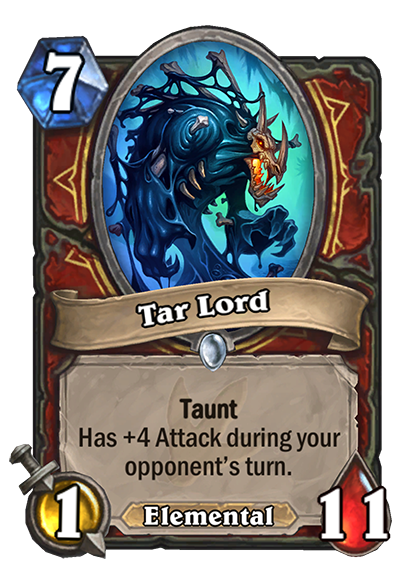 7
Tar Lord
Taunt
Has +4 Attack during your
opponent's turn.
1
Elemental
11